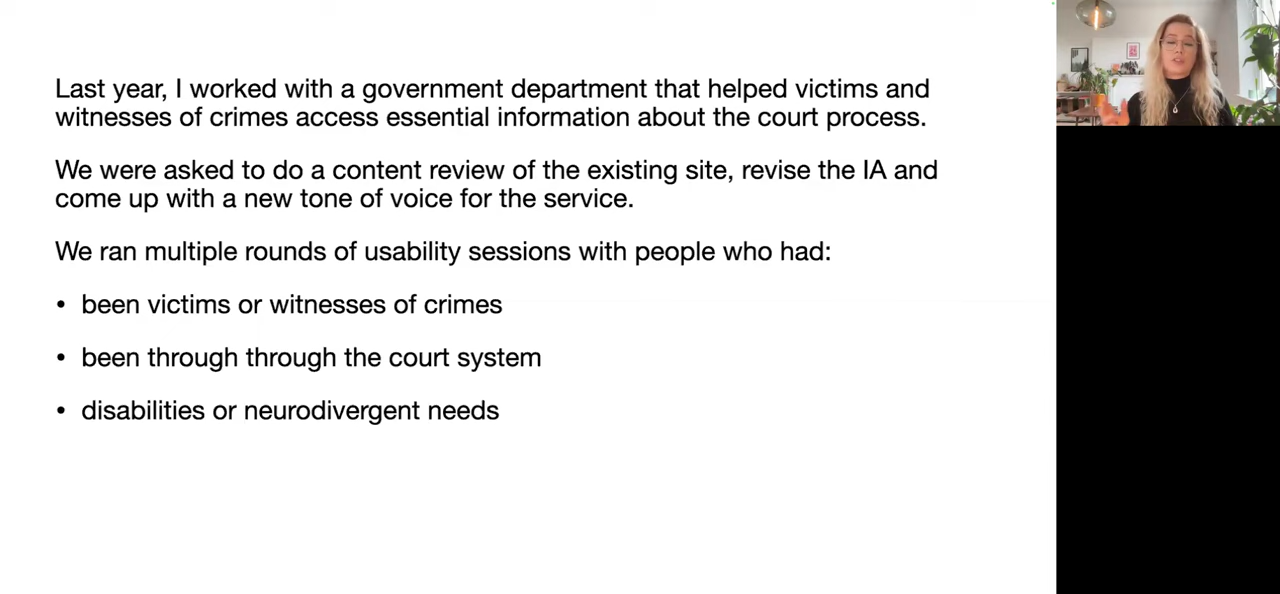 Last year, I worked with a government department that helped victims and
witnesses of crimes access essential information about the court process.
We were asked to do a content review of the existing site, revise the IA and
come up with a new tone of voice for the service.
We ran multiple rounds of usability sessions with people who had:
• been victims or witnesses of crimes
• been through through the court system
• disabilities or neurodivergent needs